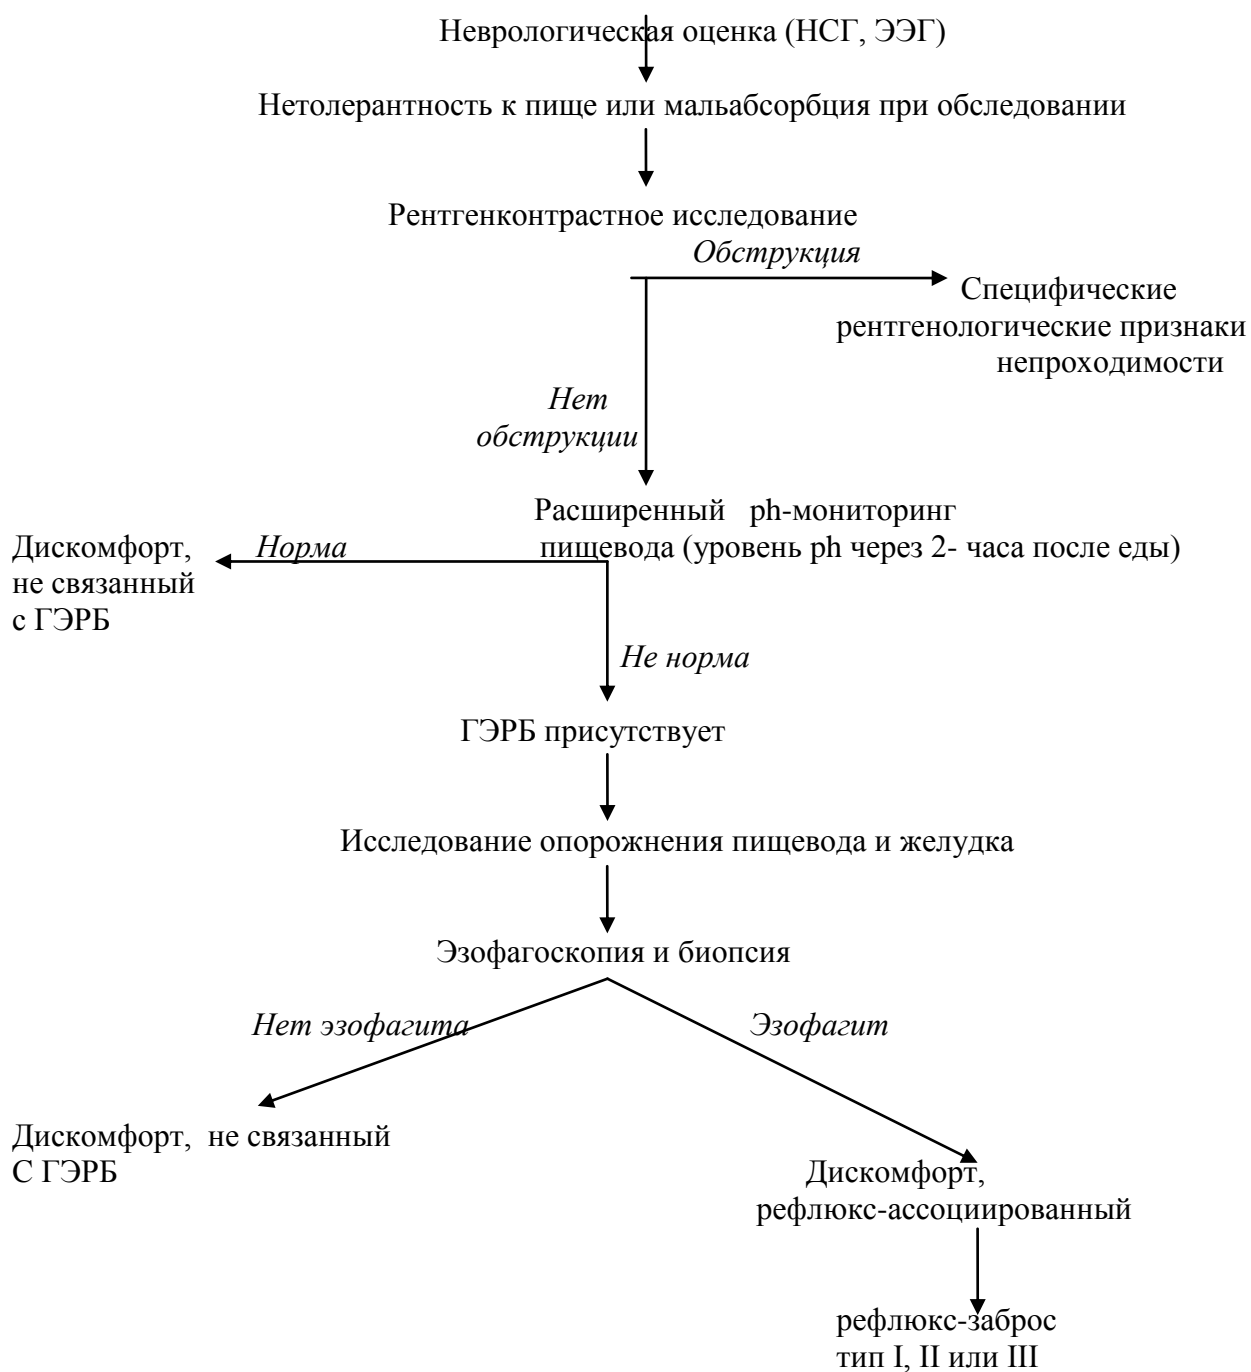 Неврологическая оценка (НСГ, ЭЭГ)
Нетолерантность к пище или мальабсорбция при обследовании
Рентгенконтрастное исследование
Обструкция
Специфические
рентгенологические признаки
непроходимости
Нет
обструкции
Расширенный ph-мониторинг
пищевода (уровень ph через 2- часа после еды)
Дискомфорт,
не связанный
с ГЭРБ
Норма
Не норма
ГЭРБ присутствует
Исследование опорожнения пищевода и желудка
Эзофагоскопия и биопсия
Нет эзофагита
Эзофагит
Дискомфорт, не связанный
С ГЭРБ
Дискомфорт,
рефлюкс-ассоциированный
рефлюкс-заброс
тип I, II или III